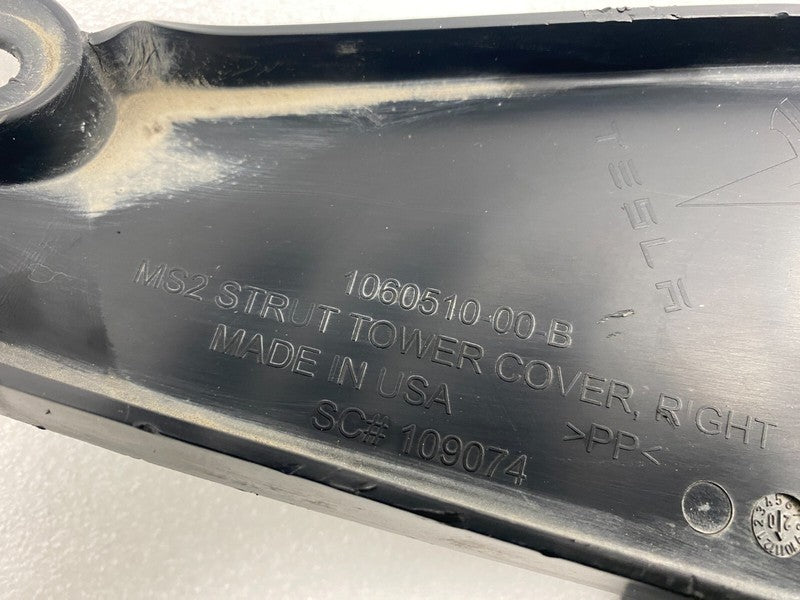 TESLA
1060510-00-B
MS2 STRUT TOWER COVER, RIGHT
MADE IN USA
>PP<
SC# 109074